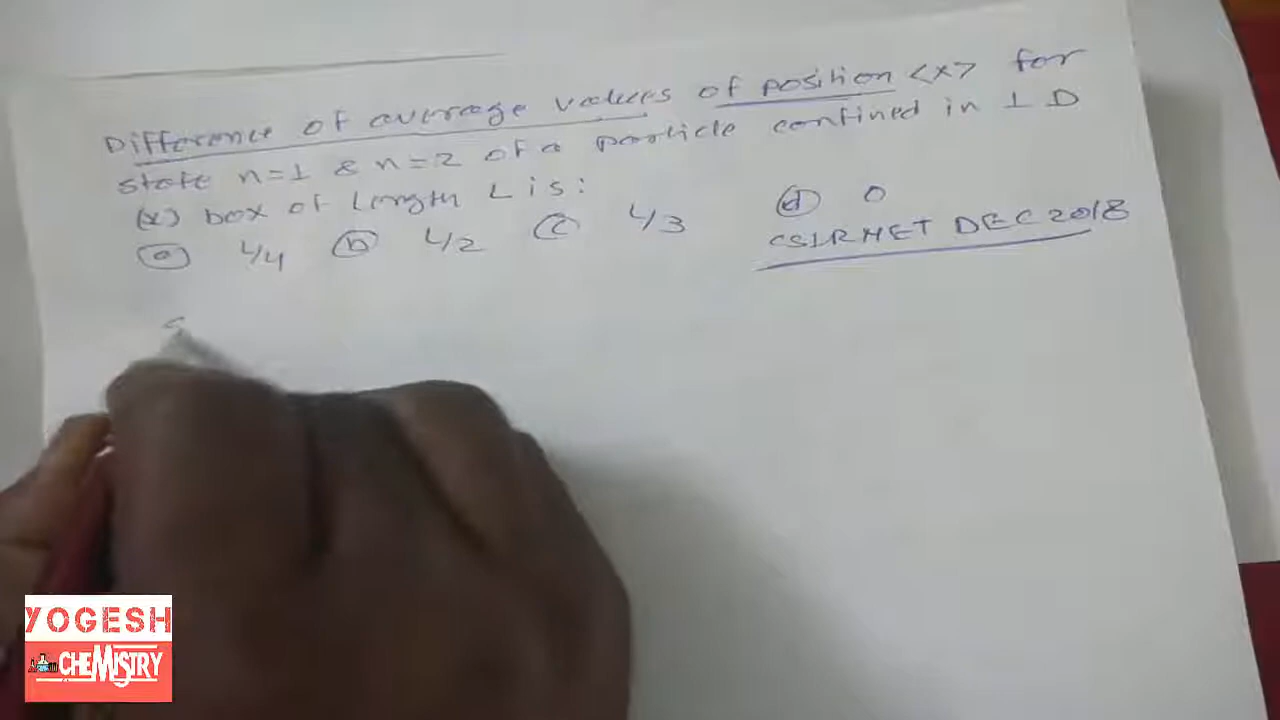 Difference of average values of position <x> for
state n=1 & n=2 of a particle confined in 1 D
(x) box of Length L is:
(a) L/4 (b) L/2 (c) L/3 (d) 0
CSIR NET DEC 2018
YOGESH
CHEMISTRY